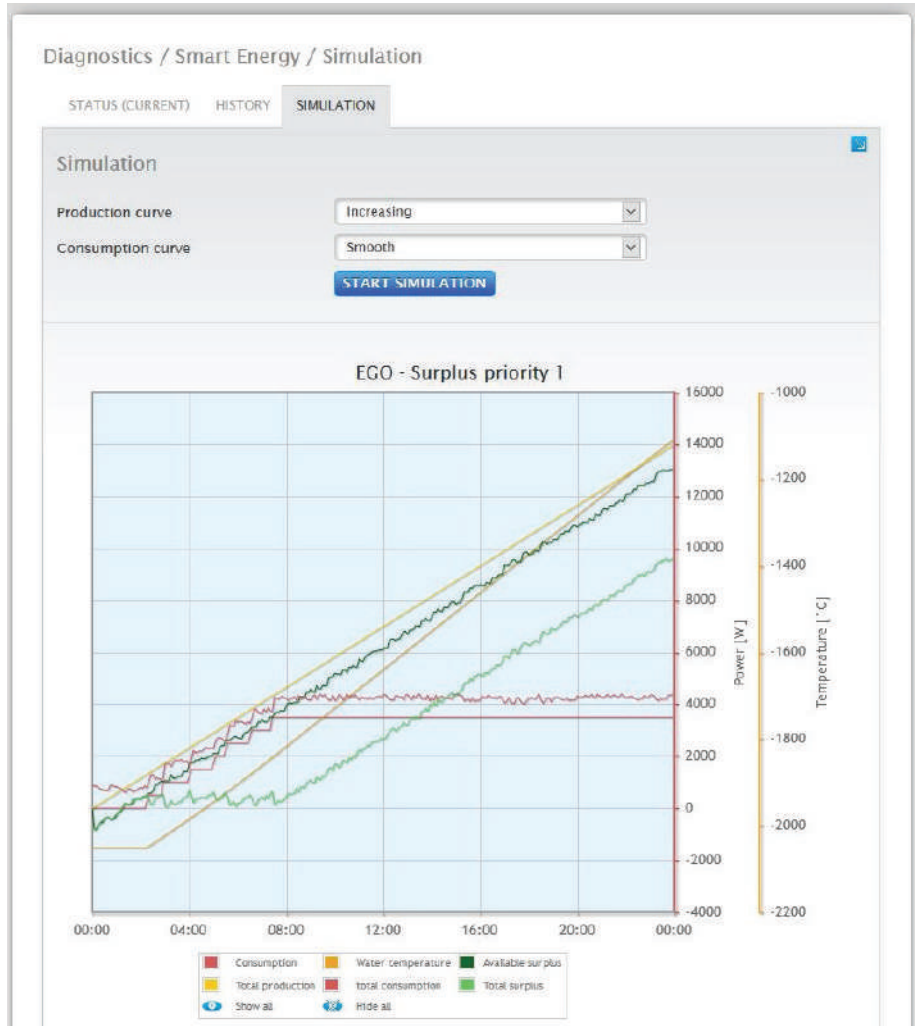 Diagnostics / Smart Energy / Simulation
STATUS (CURRENT) HISTORY SIMULATION
Simulation
Production curve Increasing
Consumption curve Smooth
START SIMULATION
EGO - Surplus priority 1
16000 -1000
14000
-1200
12000
10000
-1400
8000
6000
-1600
4000
-1800
2000
0
-2000
-2000
-4000 -2200
Power [W]
Temperature [°C]
00:00 04:00 08:00 12:00 16:00 20:00 00:00
Consumption Water temperature Available surplus
Total production total consumption Total surplus
Show all Hide all